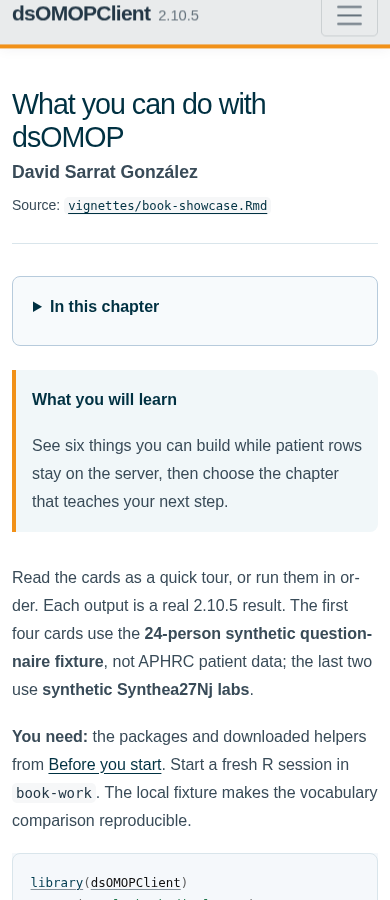 dsOMOPClient 2.10.5
What you can do with
dsOMOP
David Sarrat González
Source: vignettes/book-showcase.Rmd
In this chapter
What you will learn
See six things you can build while patient rows
stay on the server, then choose the chapter
that teaches your next step.
Read the cards as a quick tour, or run them in or-
der. Each output is a real 2.10.5 result. The first
four cards use the 24-person synthetic question-
naire fixture, not APHRC patient data; the last two
use synthetic Synthea27Nj labs.
You need: the packages and downloaded helpers
from Before you start. Start a fresh R session in
book-work. The local fixture makes the vocabulary
comparison reproducible.
library(dsOMOPClient)